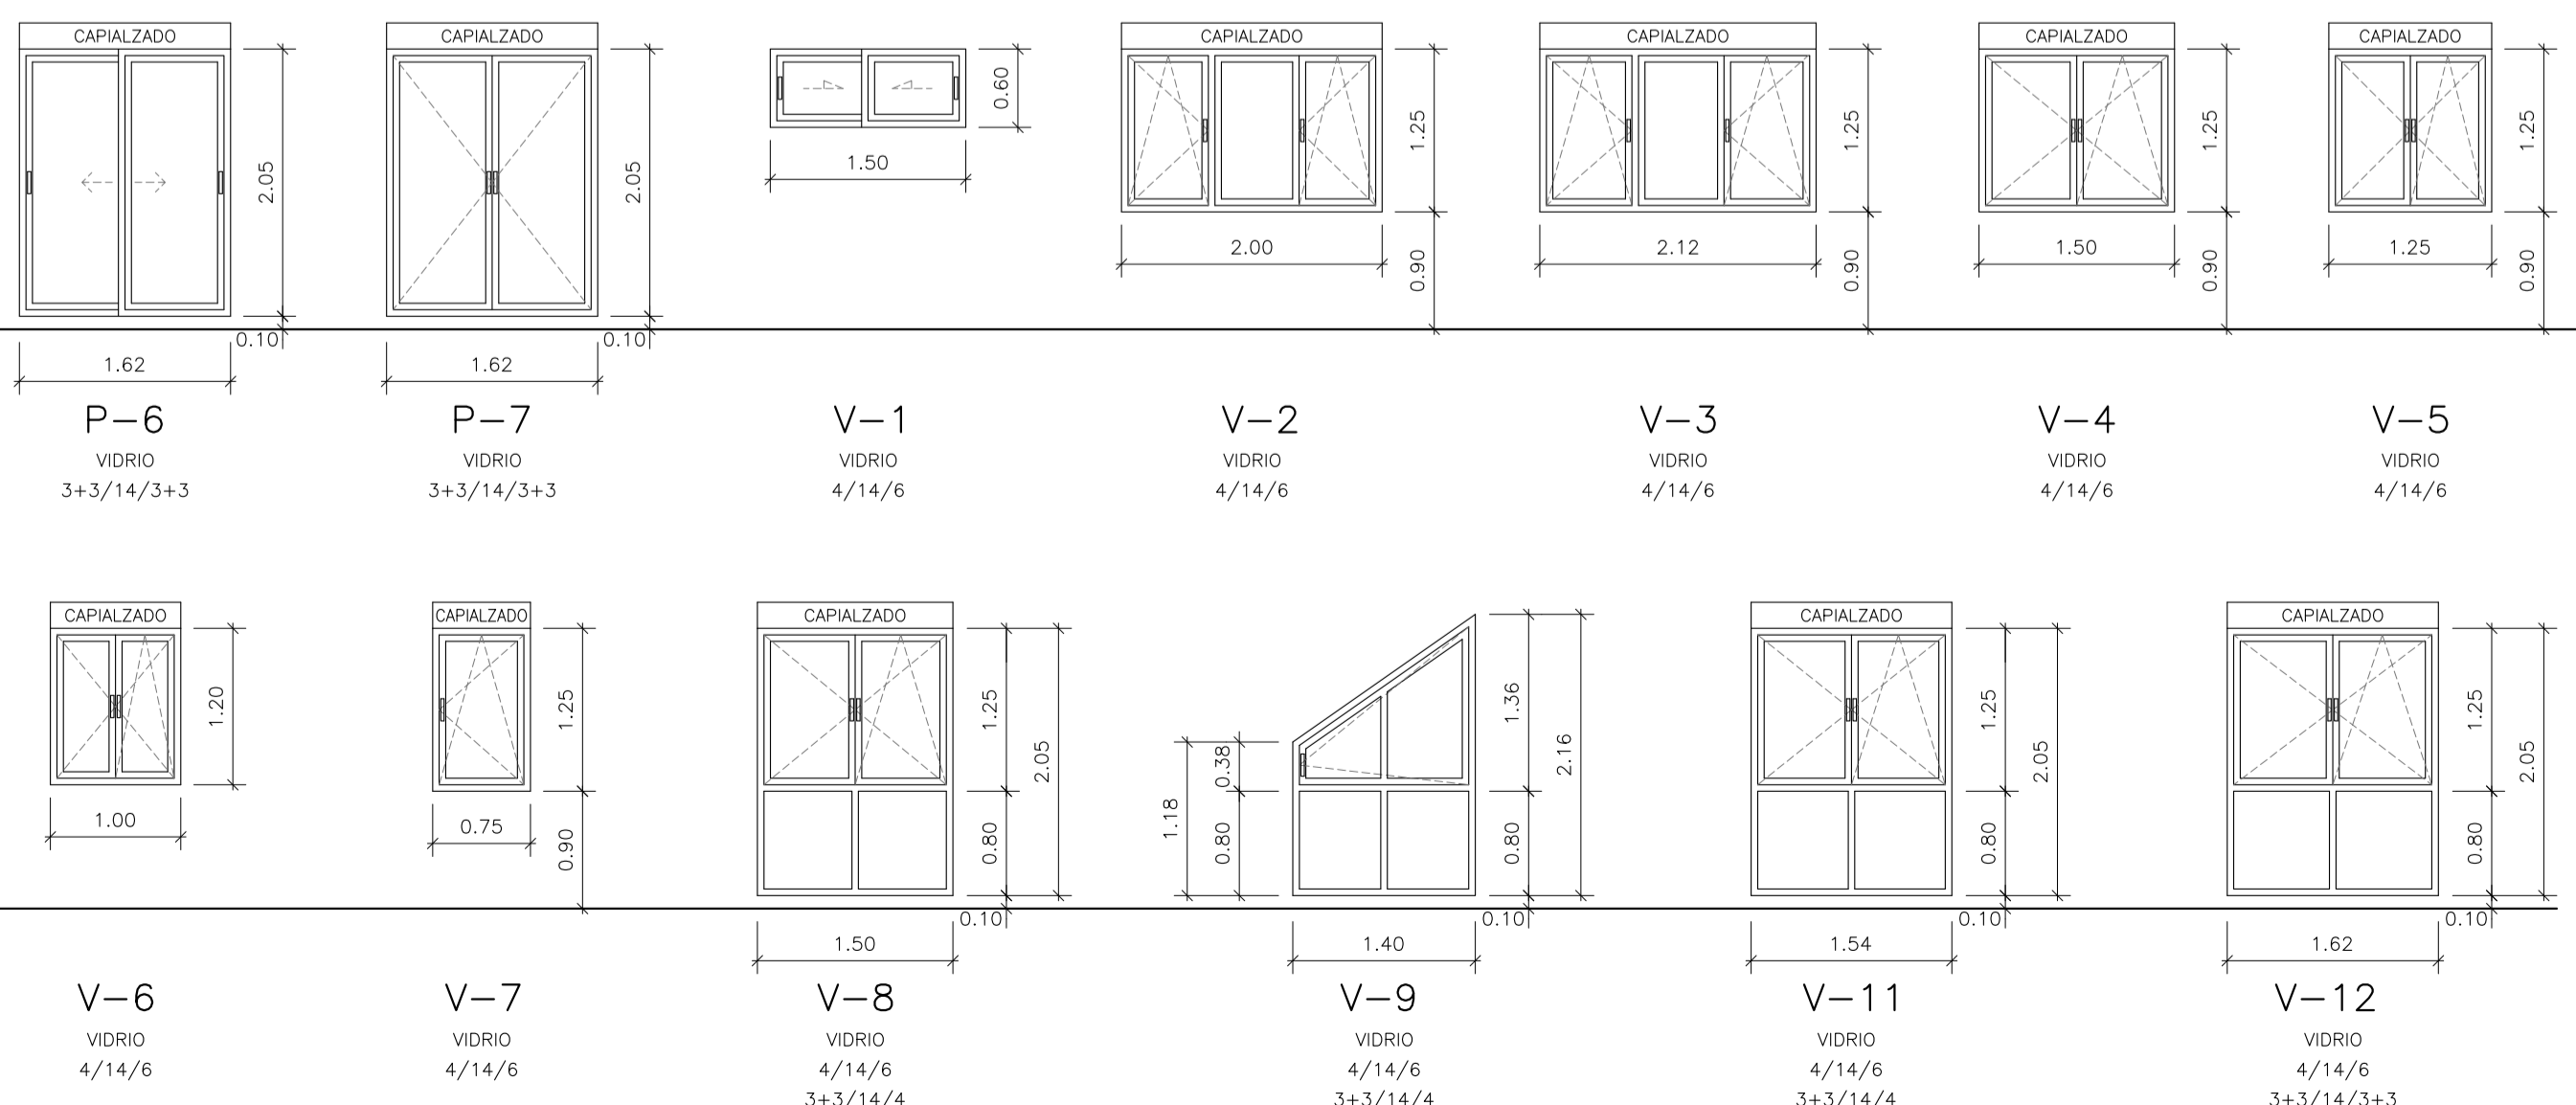 CAPIALZADO
2.05
0.10
1.62
P-6
VIDRIO
3+3/14/3+3
CAPIALZADO
2.05
0.10
1.62
P-7
VIDRIO
3+3/14/3+3
0.60
1.50
V-1
VIDRIO
4/14/6
CAPIALZADO
1.25
0.90
2.00
V-2
VIDRIO
4/14/6
CAPIALZADO
1.25
0.90
2.12
V-3
VIDRIO
4/14/6
CAPIALZADO
1.25
0.90
1.50
V-4
VIDRIO
4/14/6
CAPIALZADO
1.25
0.90
1.25
V-5
VIDRIO
4/14/6
CAPIALZADO
1.20
1.00
V-6
VIDRIO
4/14/6
CAPIALZADO
1.25
0.90
0.75
V-7
VIDRIO
4/14/6
CAPIALZADO
1.25
2.05
0.80
0.10
1.50
V-8
VIDRIO
4/14/6
3+3/14/4
1.18
0.38
0.80
1.36
2.16
0.80
0.10
1.40
V-9
VIDRIO
4/14/6
3+3/14/4
CAPIALZADO
1.25
2.05
0.80
0.10
1.54
V-11
VIDRIO
4/14/6
3+3/14/4
CAPIALZADO
1.25
2.05
0.80
0.10
1.62
V-12
VIDRIO
4/14/6
3+3/14/3+3